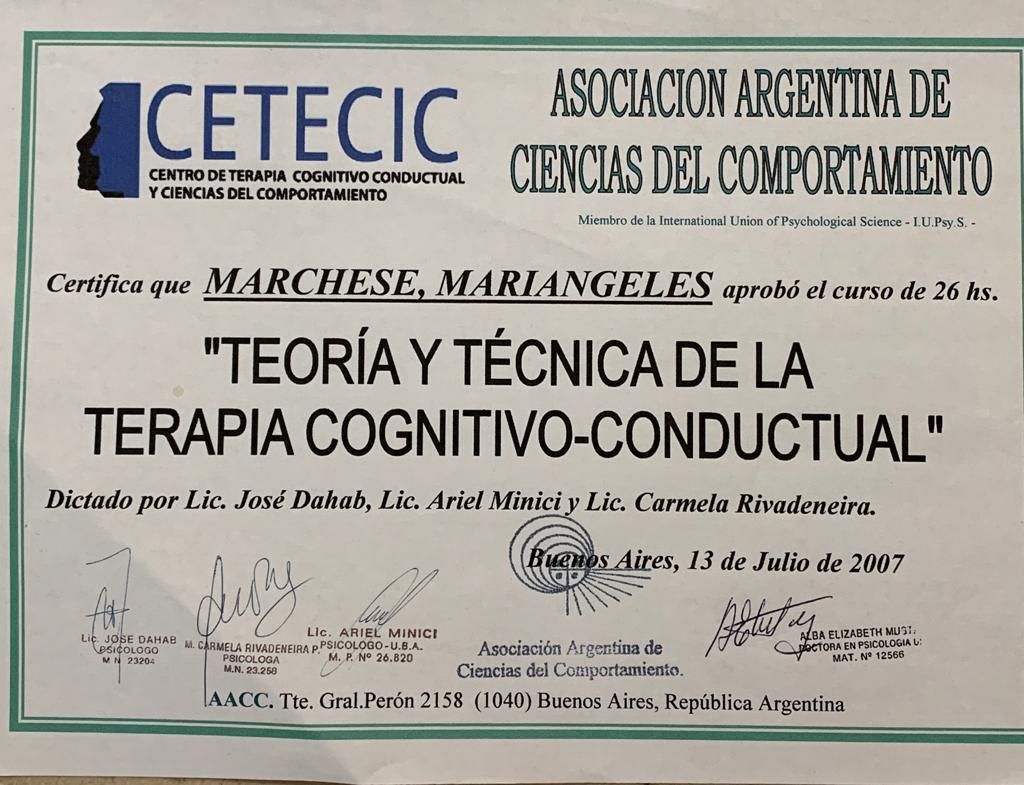 CETECIC
CENTRO DE TERAPIA COGNITIVO CONDUCTUAL
Y CIENCIAS DEL COMPORTAMIENTO
ASOCIACION ARGENTINA DE
CIENCIAS DEL COMPORTAMIENTO
Miembro de la International Union of Psychological Science - I.U.Psy.S. -
Certifica que MARCHESE, MARIANGELES aprobó el curso de 26 hs.
"TEORÍA Y TÉCNICA DE LA
TERAPIA COGNITIVO-CONDUCTUAL"
Dictado por Lic. José Dahab, Lic. Ariel Minici y Lic. Carmela Rivadeneira.
Buenos Aires, 13 de Julio de 2007
Lic. JOSE DAHAB
PSICOLOGO
M N 23204
M. CARMELA RIVADENEIRA P.
PSICOLOGA
M.N. 23.258
Lic. ARIEL MINICI
PSICOLOGO - U.B.A.
M. P. Nº 26.820
Asociación Argentina de
Ciencias del Comportamiento.
ALBA ELIZABETH
DOCTORA EN PSICOLOGIA
MAT. Nº 12566
AACC. Tte. Gral.Perón 2158 (1040) Buenos Aires, República Argentina